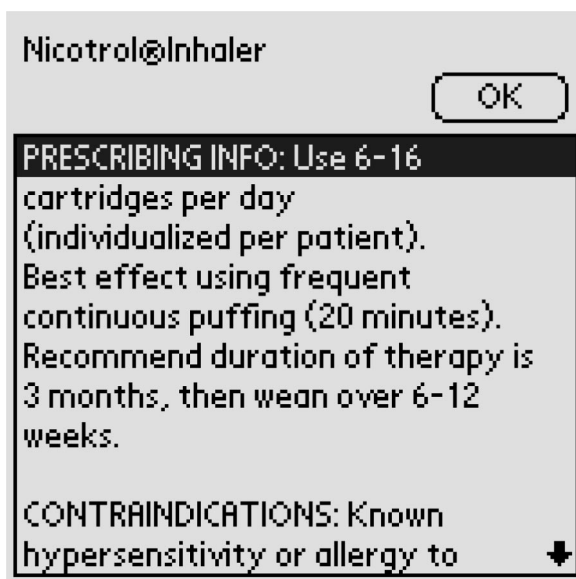 Nicotrol®Inhaler
OK
PRESCRIBING INFO: Use 6-16
cartridges per day
(individualized per patient).
Best effect using frequent
continuous puffing (20 minutes).
Recommend duration of therapy is
3 months, then wean over 6-12
weeks.
CONTRAINDICATIONS: Known
hypersensitivity or allergy to